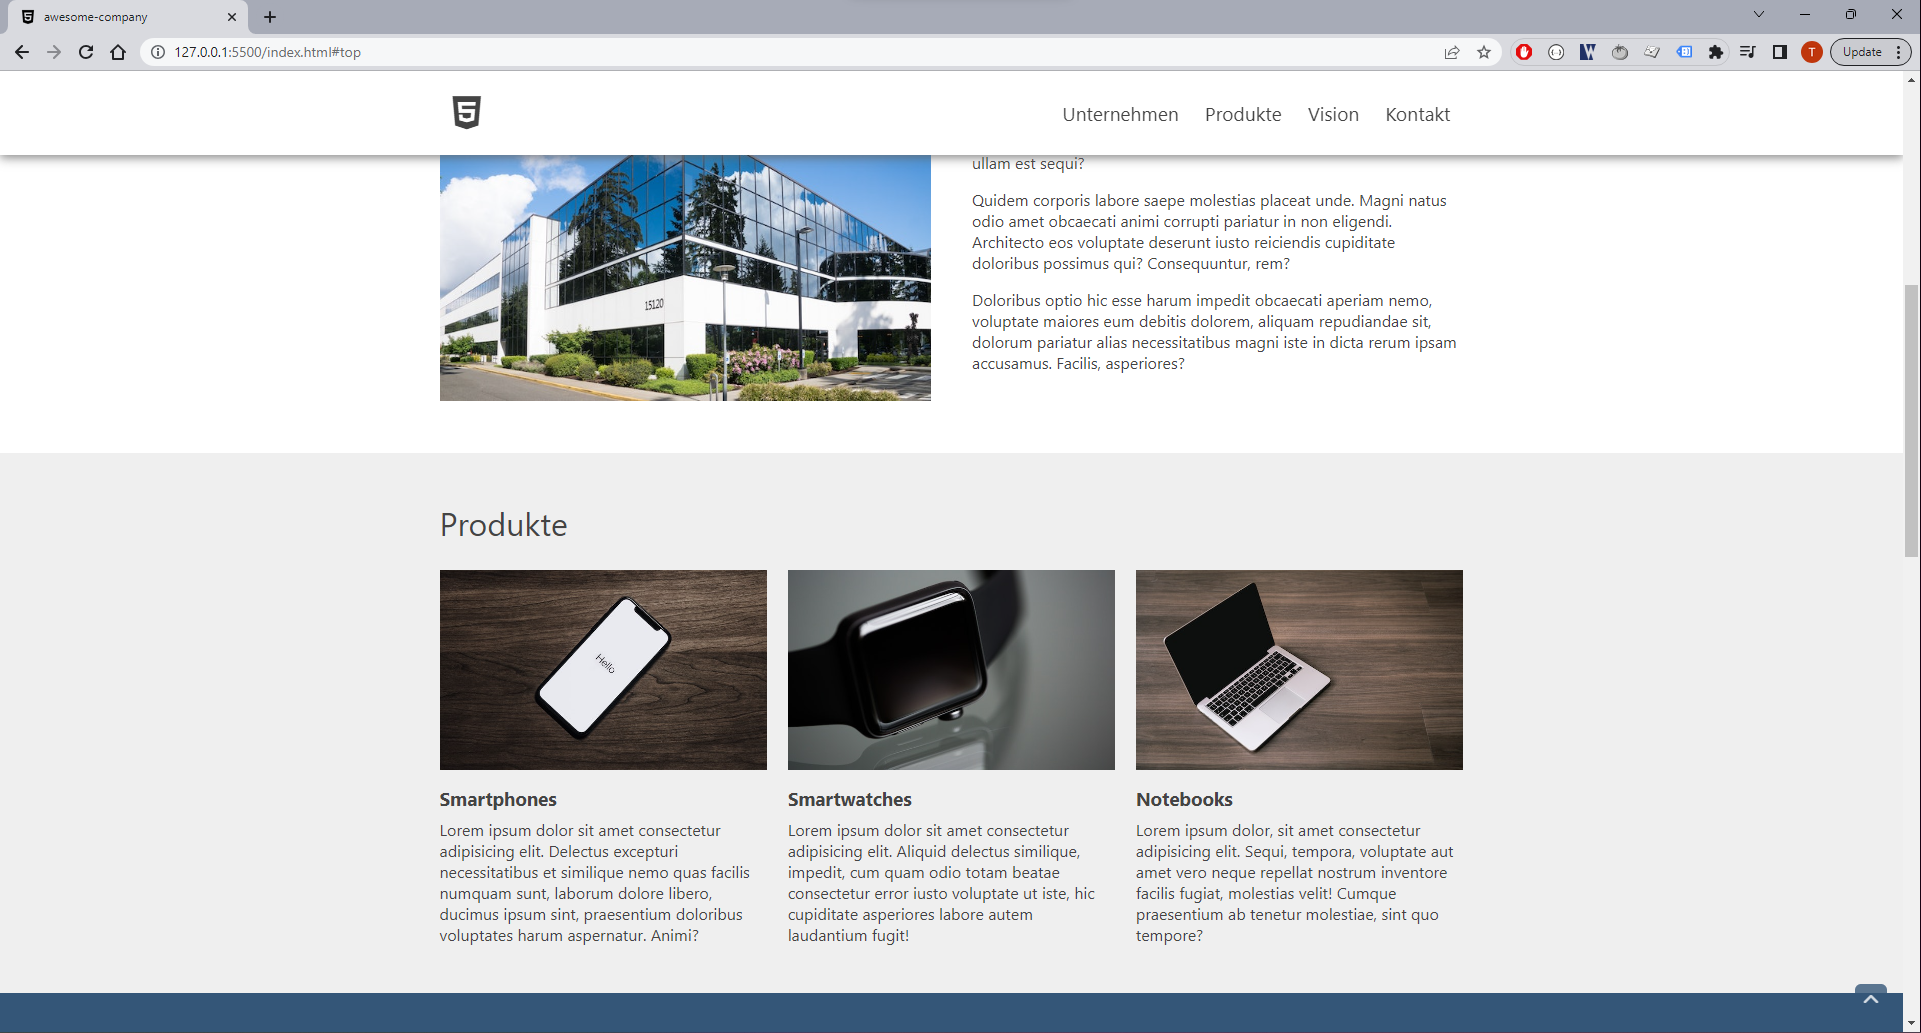 awesome-company
127.0.0.1:5500/index.html#top
T
Update
Unternehmen Produkte Vision Kontakt
ullam est sequi?
Quidem corporis labore saepe molestias placeat unde. Magni natus
odio amet obcaecati animi corrupti pariatur in non eligendi.
Architecto eos voluptate deserunt iusto reiciendis cupiditate
doloribus possimus qui? Consequuntur, rem?
Doloribus optio hic esse harum impedit obcaecati aperiam nemo,
voluptate maiores eum debitis dolorem, aliquam repudiandae sit,
dolorum pariatur alias necessitatibus magni iste in dicta rerum ipsam
accusamus. Facilis, asperiores?
15120
Produkte
Hello
Smartphones
Lorem ipsum dolor sit amet consectetur
adipisicing elit. Delectus excepturi
necessitatibus et similique nemo quas facilis
numquam sunt, laborum dolore libero,
ducimus ipsum sint, praesentium doloribus
voluptates harum aspernatur. Animi?
Smartwatches
Lorem ipsum dolor sit amet consectetur
adipisicing elit. Aliquid delectus similique,
impedit, cum quam odio totam beatae
consectetur error iusto voluptate ut iste, hic
cupiditate asperiores labore autem
laudantium fugit!
Notebooks
Lorem ipsum dolor, sit amet consectetur
adipisicing elit. Sequi, tempora, voluptate aut
amet vero neque repellat nostrum inventore
facilis fugiat, molestias velit! Cumque
praesentium ab tenetur molestiae, sint quo
tempore?